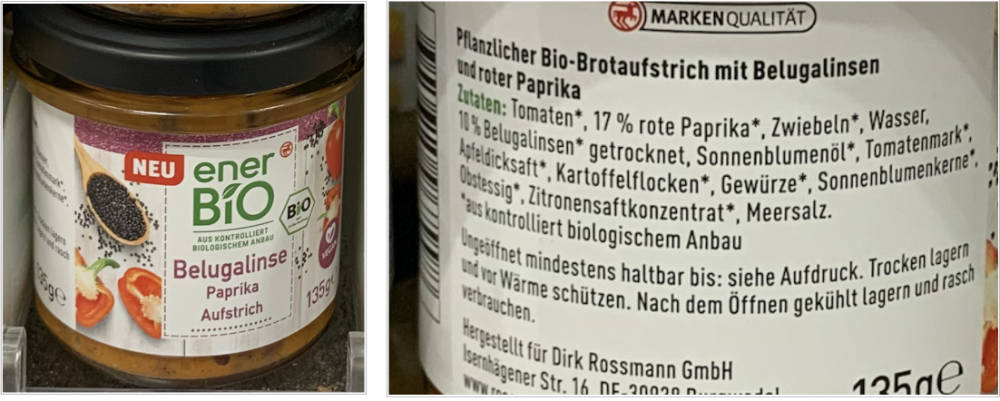 NEU
ener
BiO
AUS KONTROLLIERT
BIOLOGISCHEM ANBAU
BiO
Belugalinse
Paprika
Aufstrich
135g
MARKENQUALITÄT
Pflanzlicher Bio-Brotaufstrich mit Belugalinsen
und roter Paprika
Zutaten: Tomaten*, 17 % rote Paprika*, Zwiebeln*, Wasser,
10 % Belugalinsen* getrocknet, Sonnenblumenöl*, Tomatenmark*,
Apfeldicksaft*, Kartoffelflocken*, Gewürze*, Sonnenblumenkerne*,
Obstessig*, Zitronensaftkonzentrat*, Meersalz.
*aus kontrolliert biologischem Anbau
Ungeöffnet mindestens haltbar bis: siehe Aufdruck. Trocken lagern
und vor Wärme schützen. Nach dem Öffnen gekühlt lagern und rasch
verbrauchen.
Hergestellt für Dirk Rossmann GmbH
Isernhägener Str. 16, DE-30938 Burgwedel
135g℮